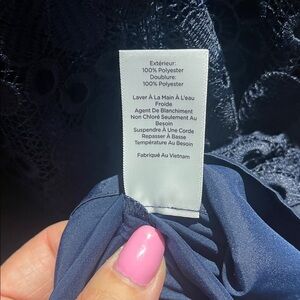 Extérieur:
100% Polyester
Doublure:
100% Polyester
Laver À La Main À L'eau
Froide
Agent De Blanchiment
Non Chloré Seulement Au
Besoin
Suspendre À Une Corde
Repasser À Basse
Température Au Besoin
Fabriqué Au Vietnam